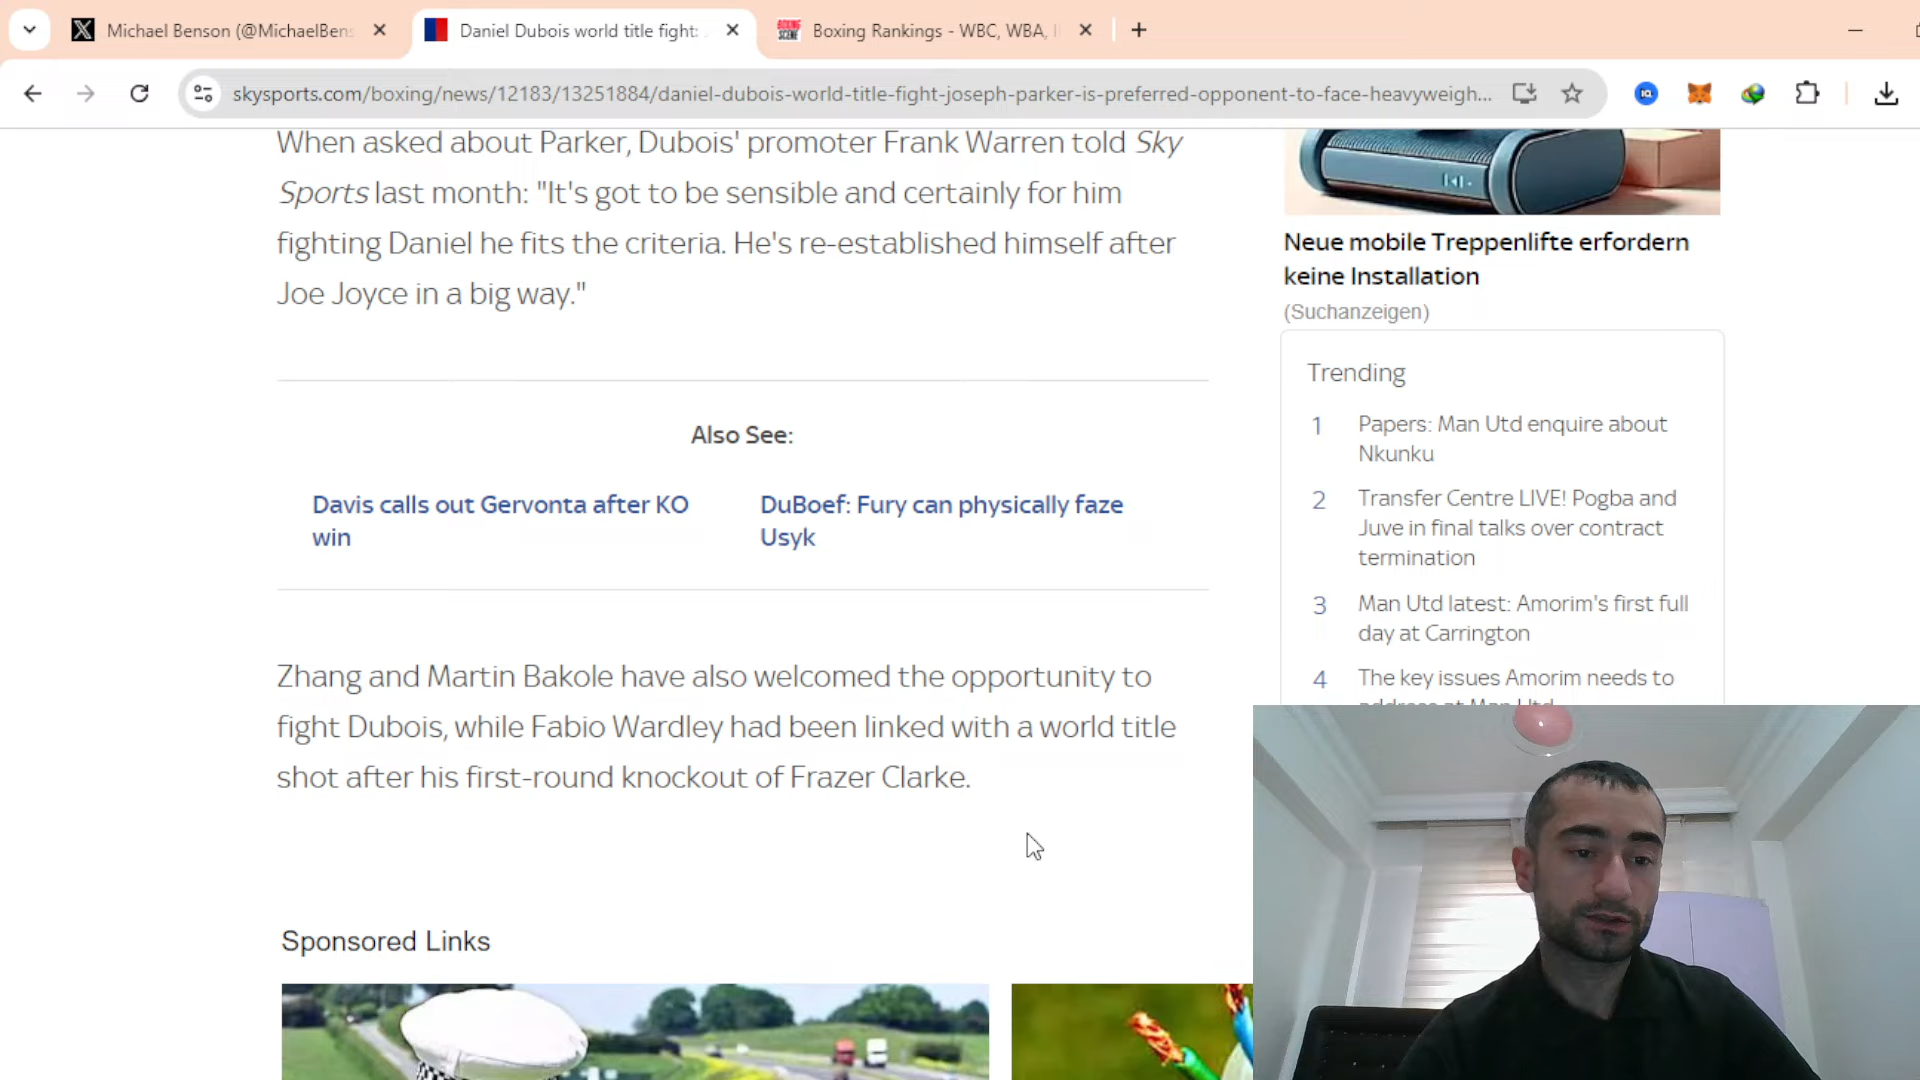 Michael Benson (@MichaelBens
Daniel Dubois world title fight:
BOXING SCENE
Boxing Rankings - WBC, WBA, I
skysports.com/boxing/news/12183/13251884/daniel-dubois-world-title-fight-joseph-parker-is-preferred-opponent-to-face-heavyweigh...
When asked about Parker, Dubois' promoter Frank Warren told Sky
Sports last month: "It's got to be sensible and certainly for him
fighting Daniel he fits the criteria. He's re-established himself after
Joe Joyce in a big way."
Also See:
Davis calls out Gervonta after KO
win
DuBoef: Fury can physically faze
Usyk
Zhang and Martin Bakole have also welcomed the opportunity to
fight Dubois, while Fabio Wardley had been linked with a world title
shot after his first-round knockout of Frazer Clarke.
Sponsored Links
Neue mobile Treppenlifte erfordern
keine Installation
(Suchanzeigen)
Trending
1 Papers: Man Utd enquire about
Nkunku
2 Transfer Centre LIVE! Pogba and
Juve in final talks over contract
termination
3 Man Utd latest: Amorim's first full
day at Carrington
4 The key issues Amorim needs to
address at Man Utd